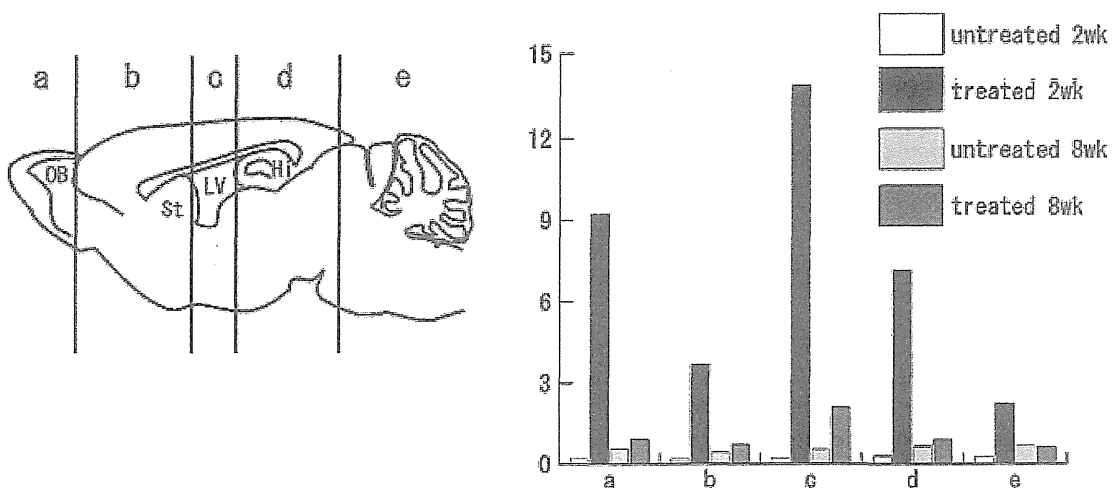 a b c d e
OB
St
LV
Hi
15
12
9
6
3
0
a b c d e
untreated 2wk
treated 2wk
untreated 8wk
treated 8wk